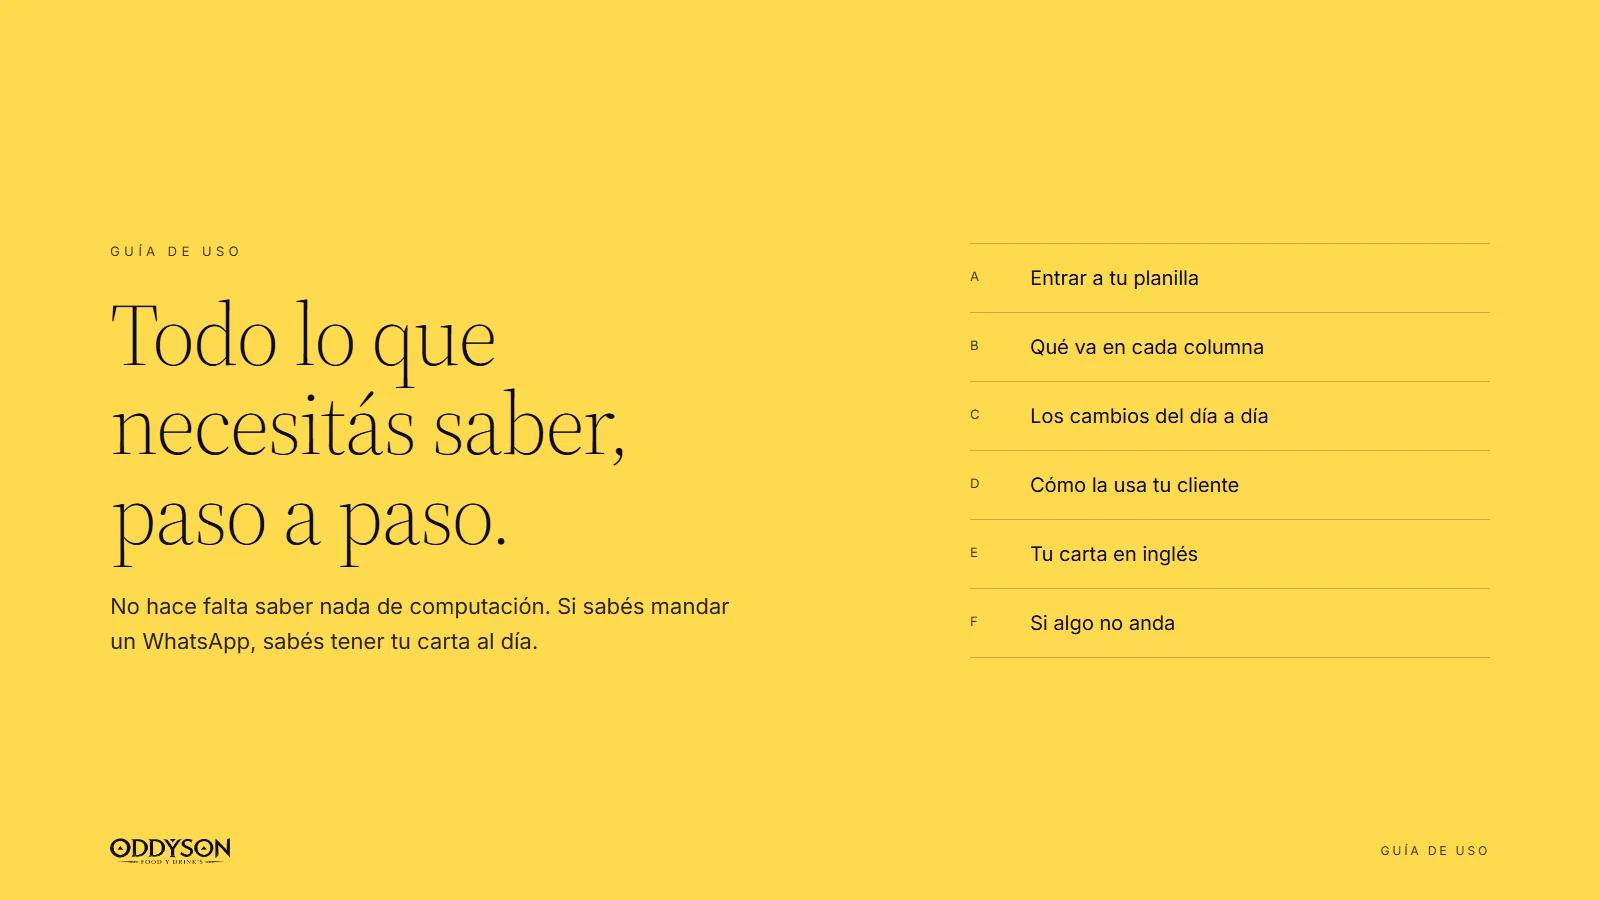 GUÍA DE USO
Todo lo que
necesitás saber,
paso a paso.
No hace falta saber nada de computación. Si sabés mandar
un WhatsApp, sabés tener tu carta al día.
A Entrar a tu planilla
B Qué va en cada columna
C Los cambios del día a día
D Cómo la usa tu cliente
E Tu carta en inglés
F Si algo no anda
ODDYSON
FOOD Y DRINK'S
GUÍA DE USO